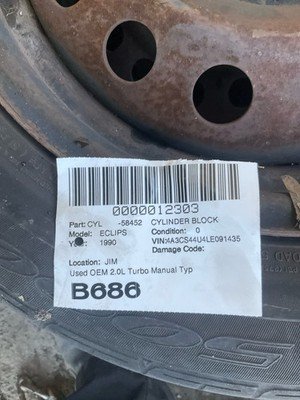 0000012303
Part: CYL -58452 CYLINDER BLOCK
Model: ECLIPS Condition: 0
1990 VIN:4A3CS44U4LE091435
Damage Code:
Location: JIM
Used OEM 2.0L Turbo Manual Typ
B686